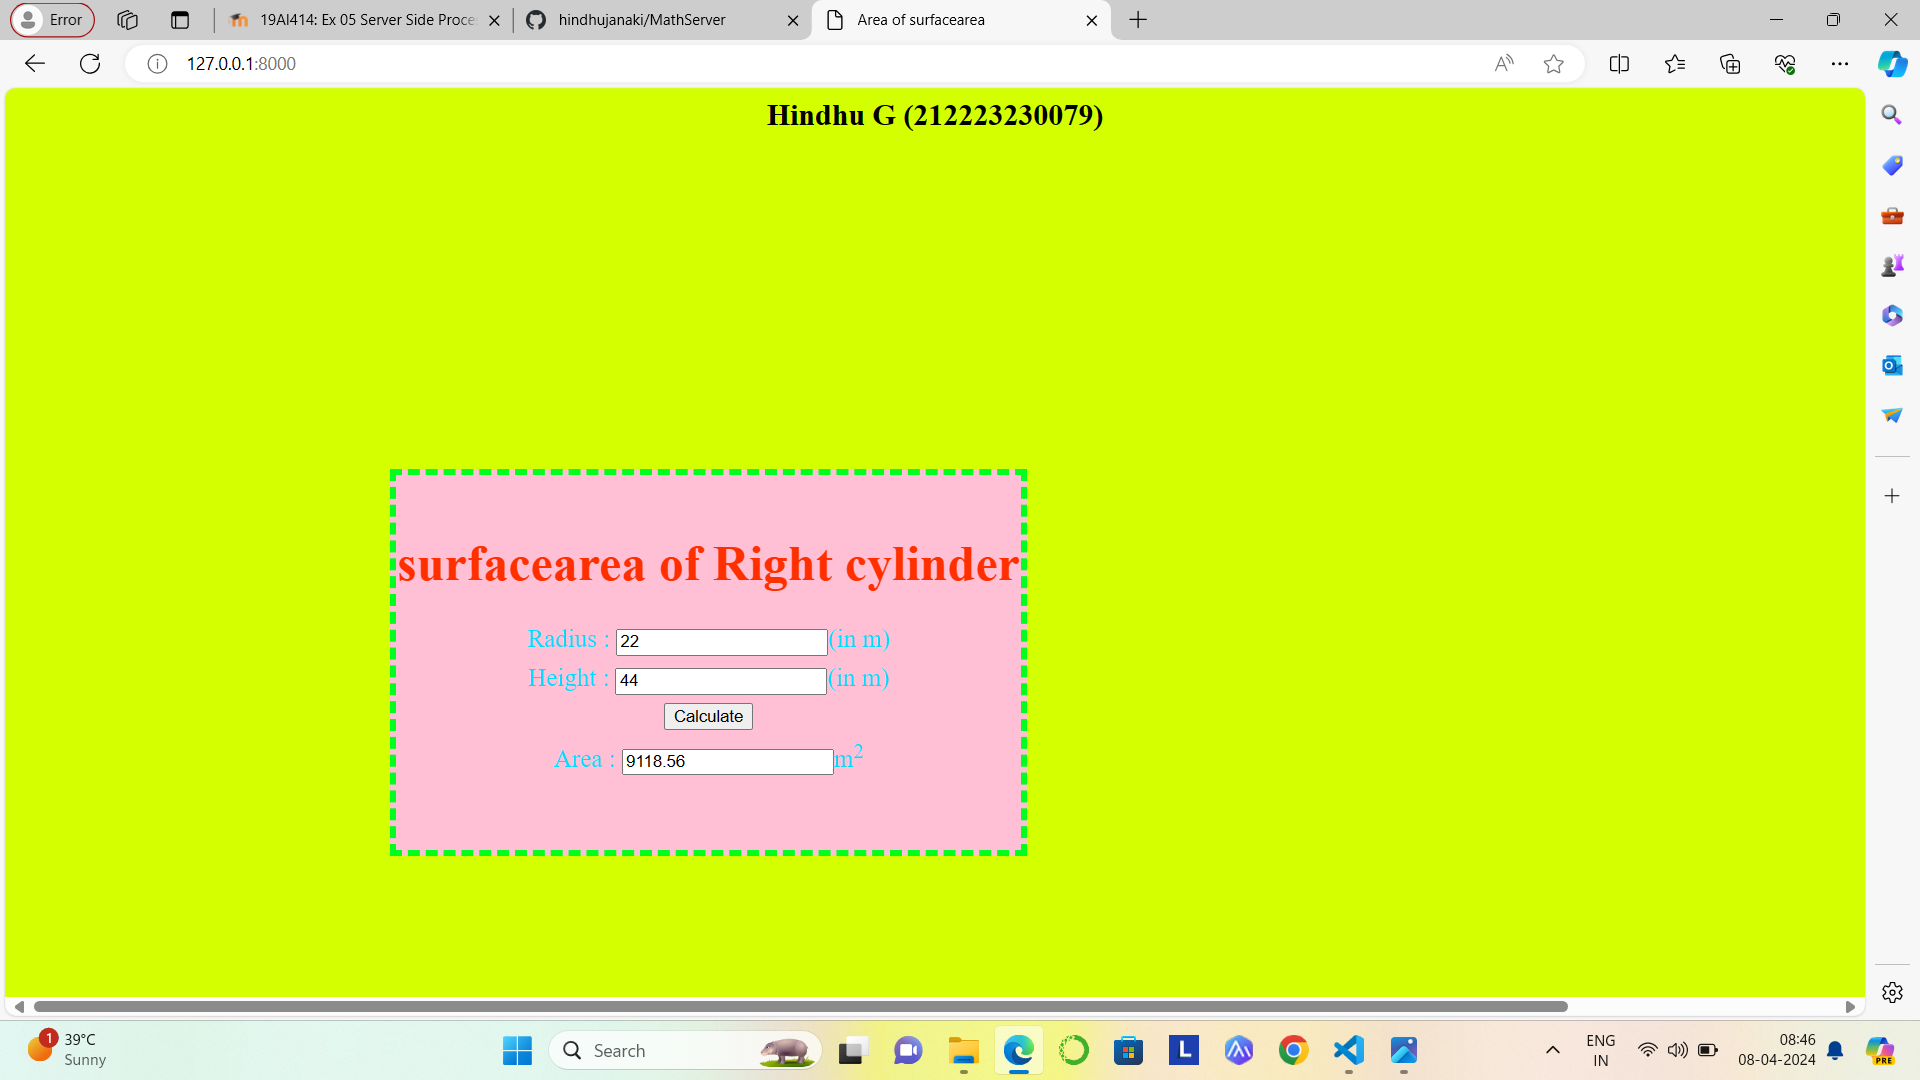 Error
19AI414: Ex 05 Server Side Proce
hindhujanaki/MathServer
Area of surfacearea
127.0.0.1:8000
Hindhu G (212223230079)
surfacearea of Right cylinder
Radius : 22 (in m)
Height : 44 (in m)
Calculate
Area : 9118.56 m2
1
39°C
Sunny
Search
L
ENG
IN
08:46
08-04-2024
PRE